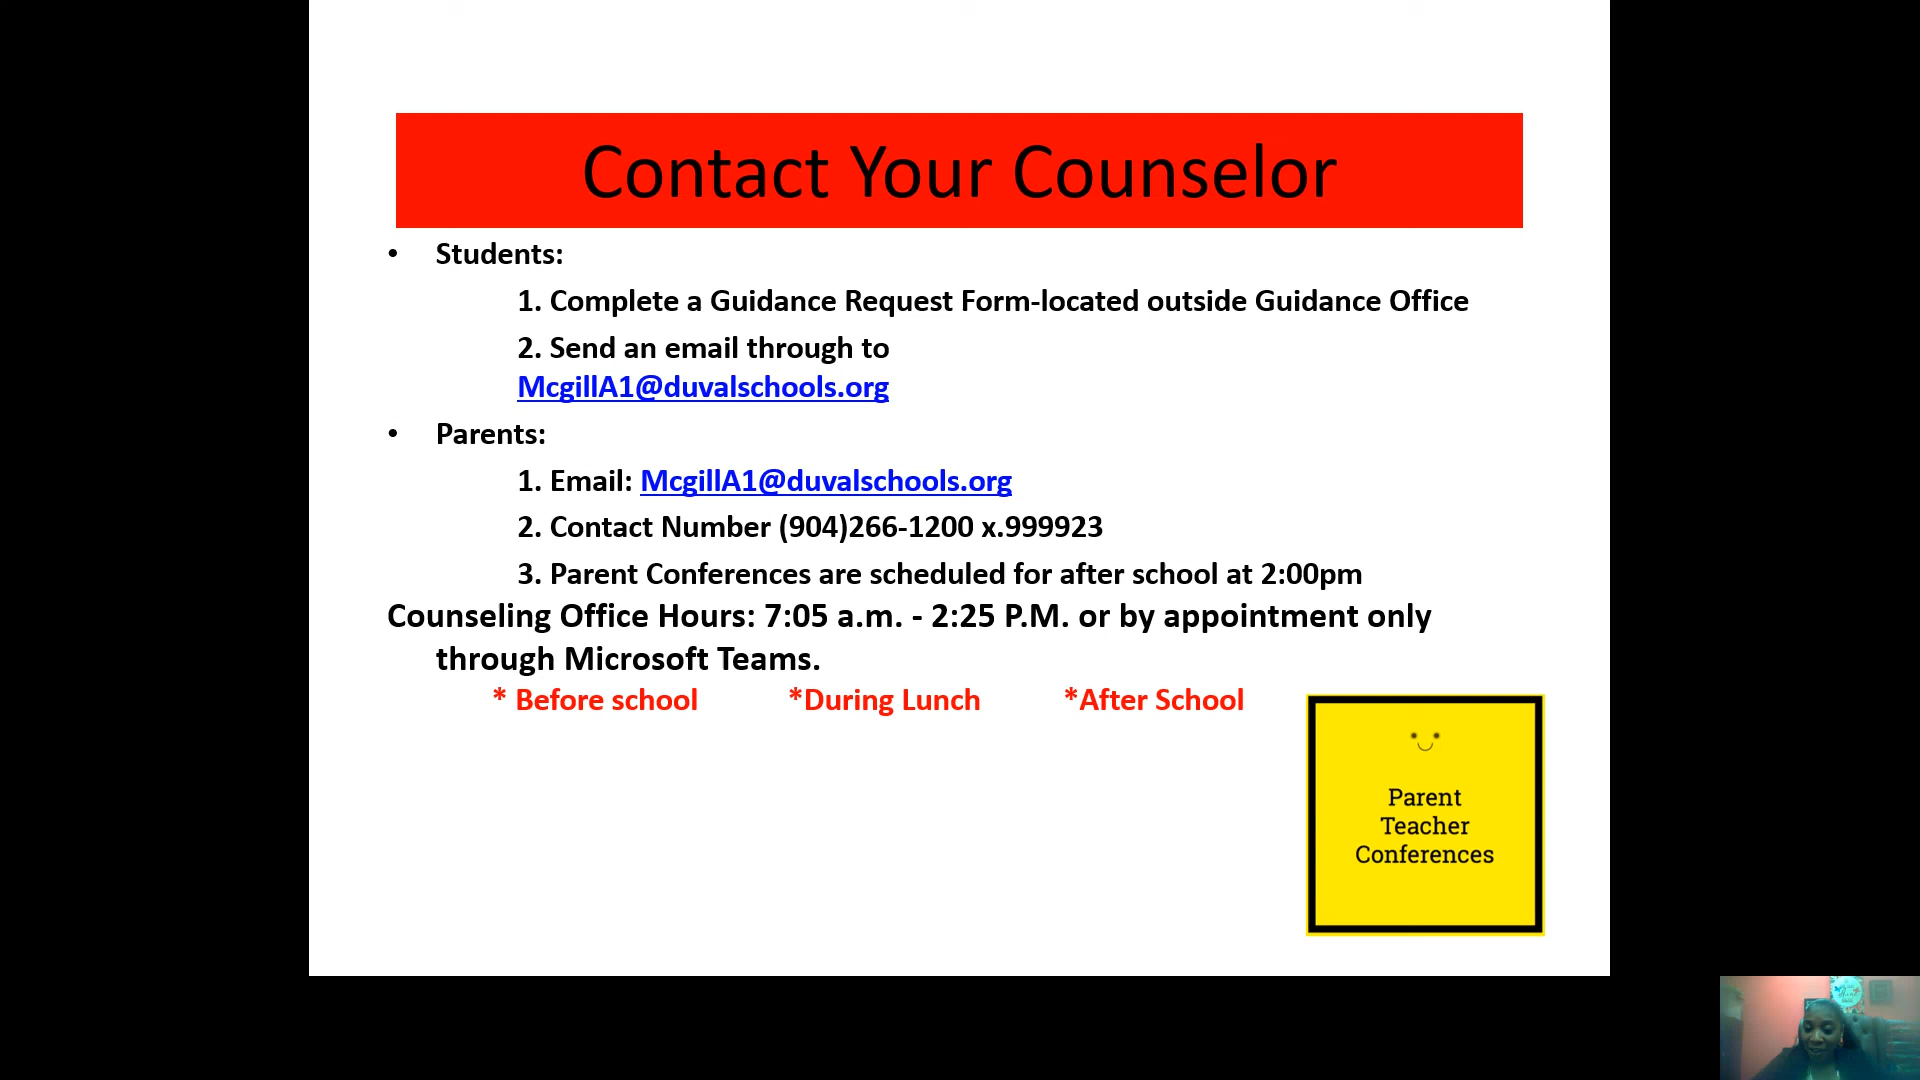 Contact Your Counselor
• Students:
1. Complete a Guidance Request Form-located outside Guidance Office
2. Send an email through to
McgillA1@duvalschools.org
• Parents:
1. Email: McgillA1@duvalschools.org
2. Contact Number (904)266-1200 x.999923
3. Parent Conferences are scheduled for after school at 2:00pm
Counseling Office Hours: 7:05 a.m. - 2:25 P.M. or by appointment only
through Microsoft Teams.
* Before school *During Lunch *After School
Parent
Teacher
Conferences